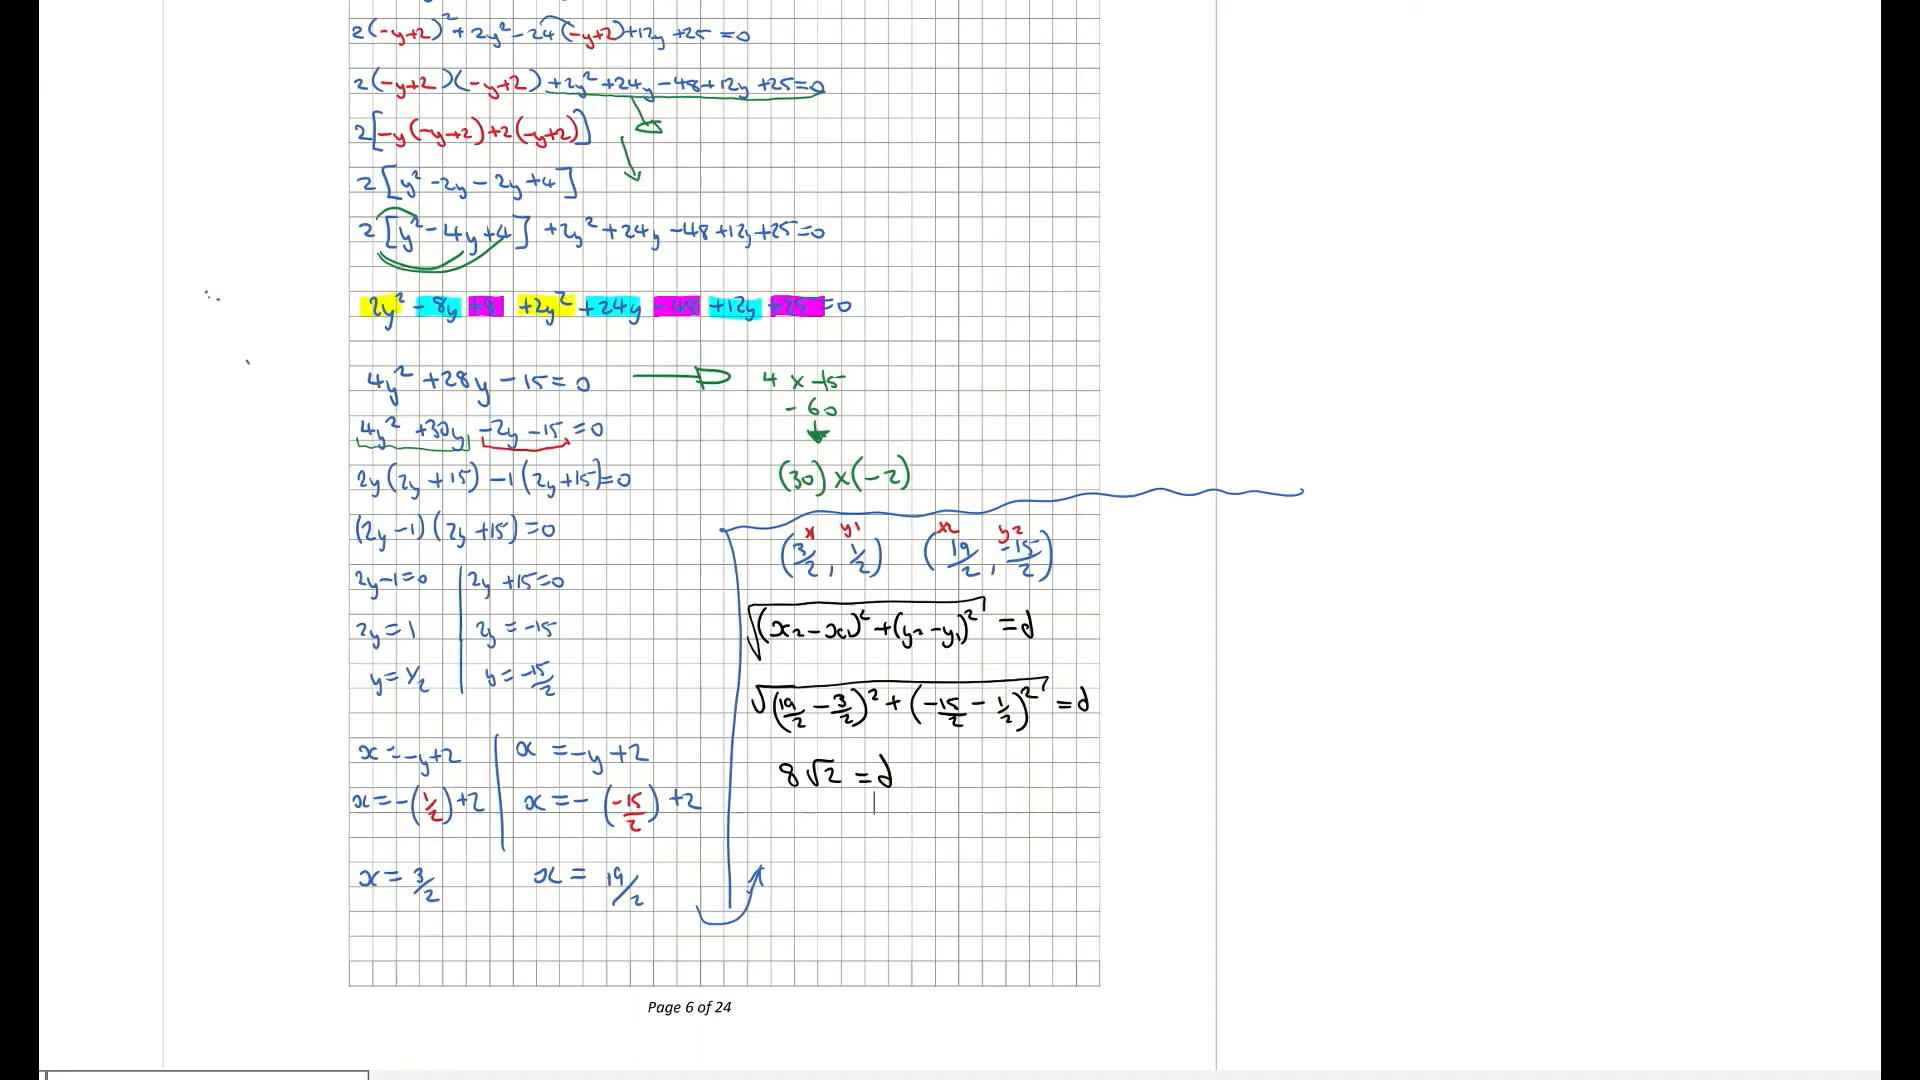 2(-y+2)² + 2y² - 24(-y+2) + 12y + 25 = 0
2(-y+2)(-y+2) + 2y² + 24y - 48 + 12y + 25 = 0
2[-y(-y+2) + 2(-y+2)]
2[y² - 2y - 2y + 4]
2[y² - 4y + 4] + 2y² + 24y - 48 + 12y + 25 = 0
2y² - 8y + 8 + 2y² + 24y - 48 + 12y + 25 = 0
4y² + 28y - 15 = 0
4y² + 30y - 2y - 15 = 0
2y(2y + 15) - 1(2y + 15) = 0
(2y - 1)(2y + 15) = 0
2y - 1 = 0 | 2y + 15 = 0
2y = 1 | 2y = -15
y = 1/2 | y = -15/2
x = -y + 2 | x = -y + 2
x = -(1/2) + 2 | x = -(-15/2) + 2
x = 3/2 x = 19/2
4 x -15
- 60
(30) x (-2)
x y1 x2 y2
(3/2, 1/2) (19/2, -15/2)
√(x2 - x1)² + (y2 - y1)² = d
√(19/2 - 3/2)² + (-15/2 - 1/2)² = d
8√2 = d
Page 6 of 24